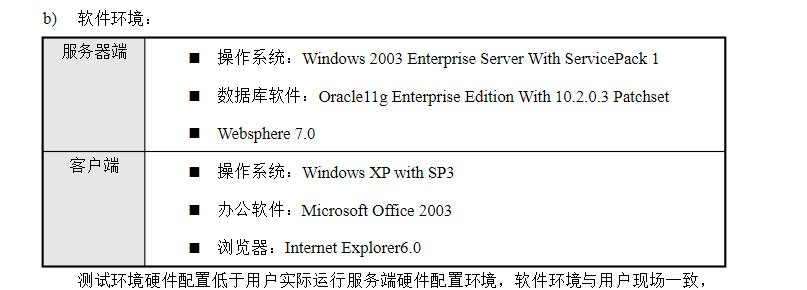 b) 软件环境：
服务器端
■ 操作系统：Windows 2003 Enterprise Server With ServicePack 1
■ 数据库软件：Oracle11g Enterprise Edition With 10.2.0.3 Patchset
■ Websphere 7.0
客户端
■ 操作系统：Windows XP with SP3
■ 办公软件：Microsoft Office 2003
■ 浏览器：Internet Explorer6.0
测试环境硬件配置低于用户实际运行服务端硬件配置环境，软件环境与用户现场一致，